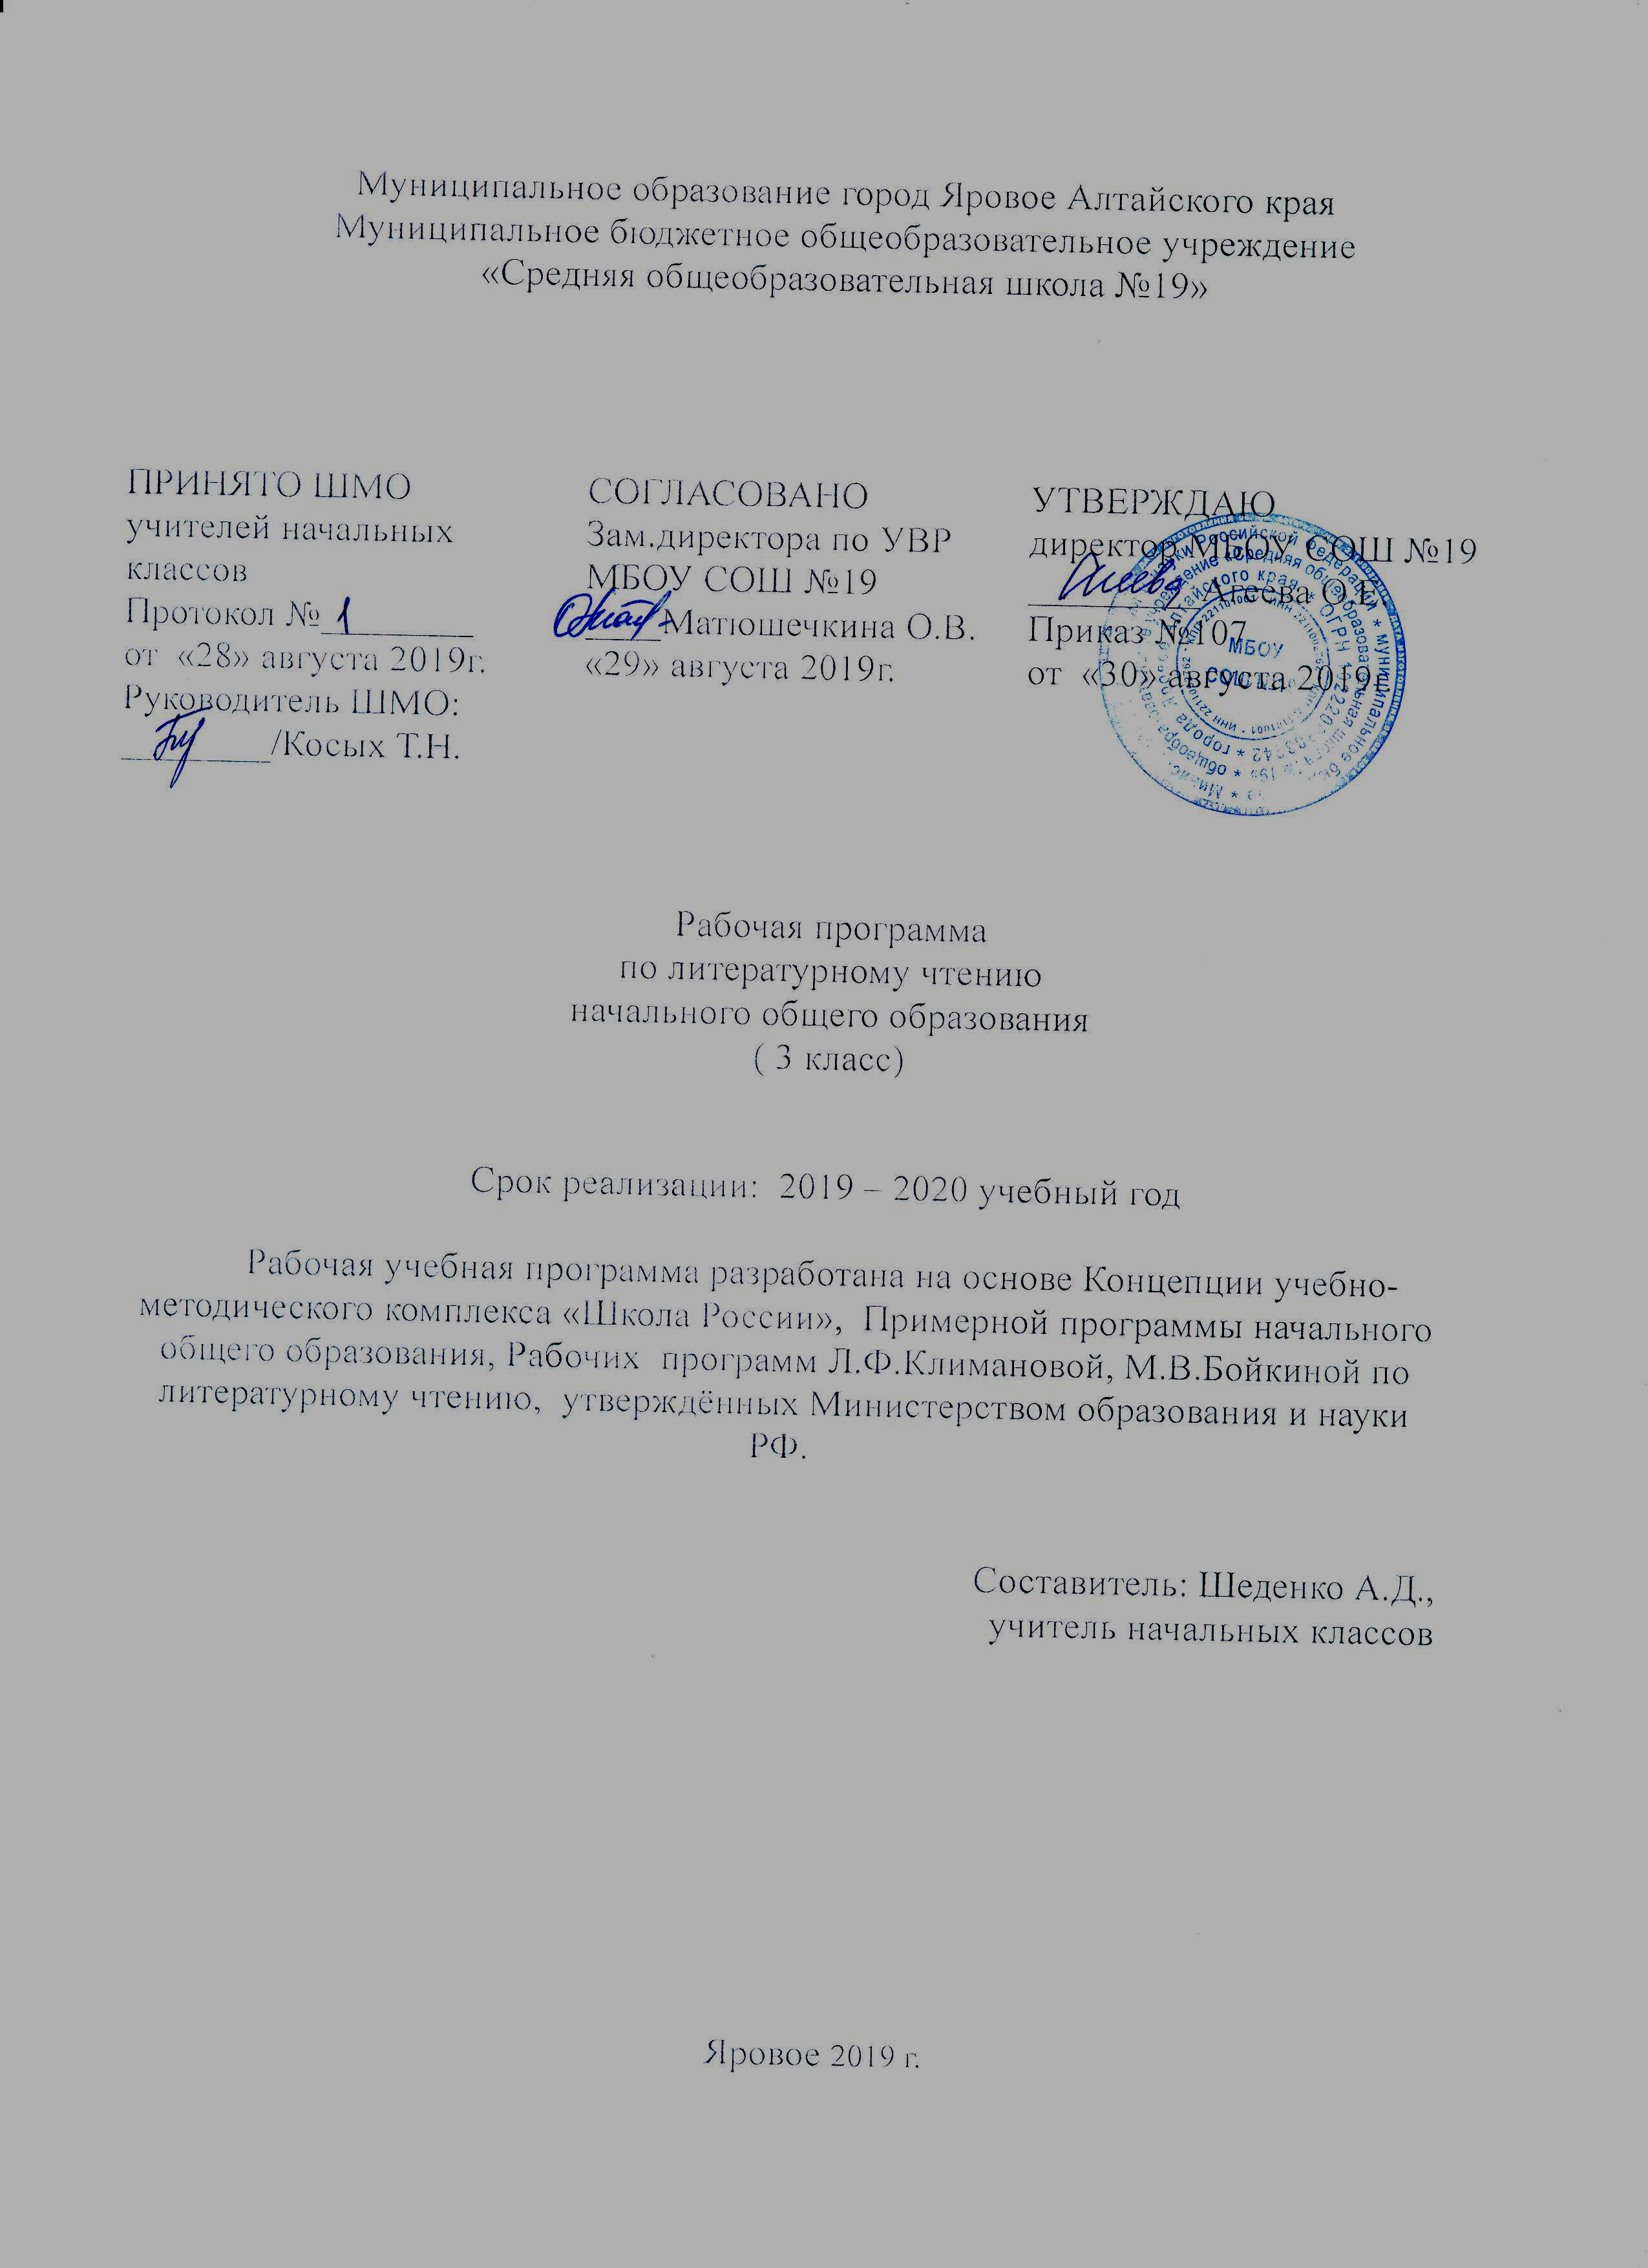 Муниципальное образование город Яровое Алтайского края
Муниципальное бюджетное общеобразовательное учреждение
«Средняя общеобразовательная школа №19»
ПРИНЯТО ШМО
учителей начальных
классов
Протокол №1
от «28» августа 2019г.
Руководитель ШМО:
/Косых Т.Н.
СОГЛАСОВАНО
Зам.директора по УВР
МБОУ СОШ №19
Матюшечкина О.В.
«29» августа 2019г.
УТВЕРЖДАЮ
директор МБОУ СОШ №19
Агеева О.Е.
Приказ №107
от «30» августа 2019г.
МБОУ
СОШ
Рабочая программа
по литературному чтению
начального общего образования
( 3 класс)
Срок реализации: 2019 – 2020 учебный год
Рабочая учебная программа разработана на основе Концепции учебно-
методического комплекса «Школа России», Примерной программы начального
общего образования, Рабочих программ Л.Ф.Климановой, М.В.Бойкиной по
литературному чтению, утверждённых Министерством образования и науки
РФ.
Составитель: Шеденко А.Д.,
учитель начальных классов
Яровое 2019 г.